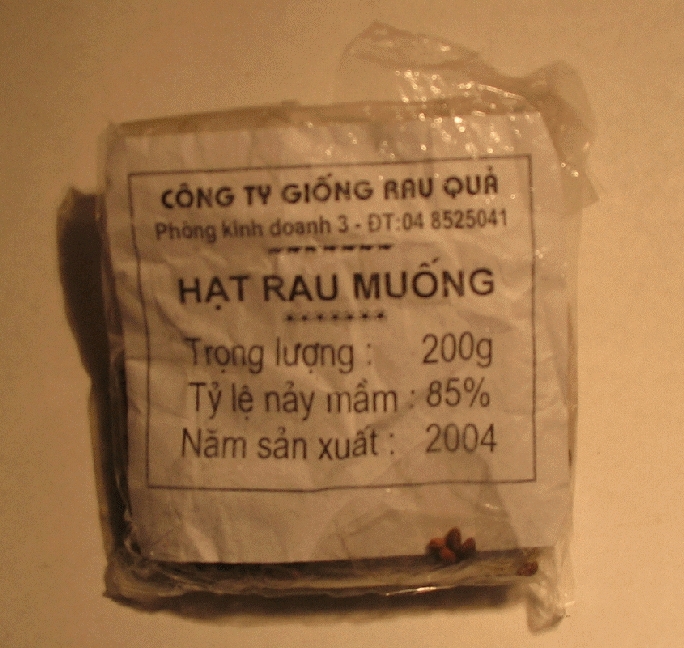 CÔNG TY GIỐNG RAU QUẢ
Phòng kinh doanh 3 - ĐT:04 8525041
HẠT RAU MUỐNG
Trọng lượng : 200g
Tỷ lệ nảy mầm : 85%
Năm sản xuất : 2004